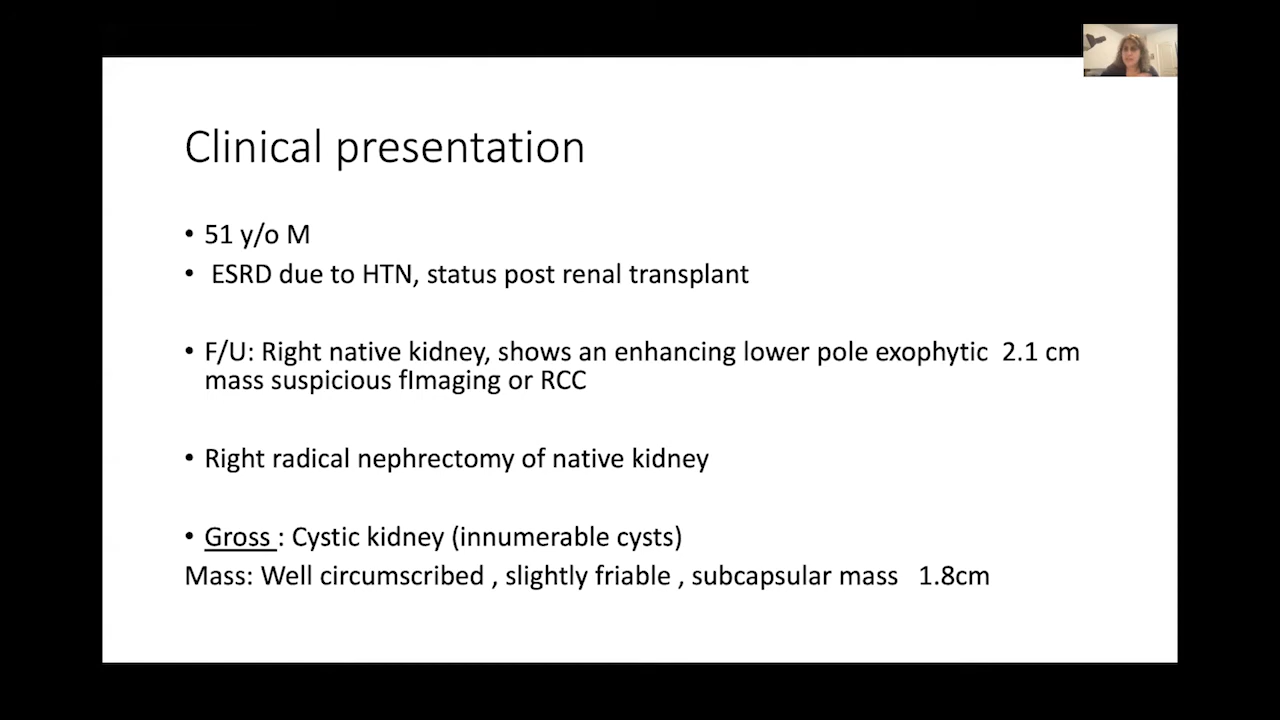 Clinical presentation
• 51 y/o M
• ESRD due to HTN, status post renal transplant
• F/U: Right native kidney, shows an enhancing lower pole exophytic 2.1 cm
mass suspicious fImaging or RCC
• Right radical nephrectomy of native kidney
• Gross : Cystic kidney (innumerable cysts)
Mass: Well circumscribed , slightly friable , subcapsular mass 1.8cm